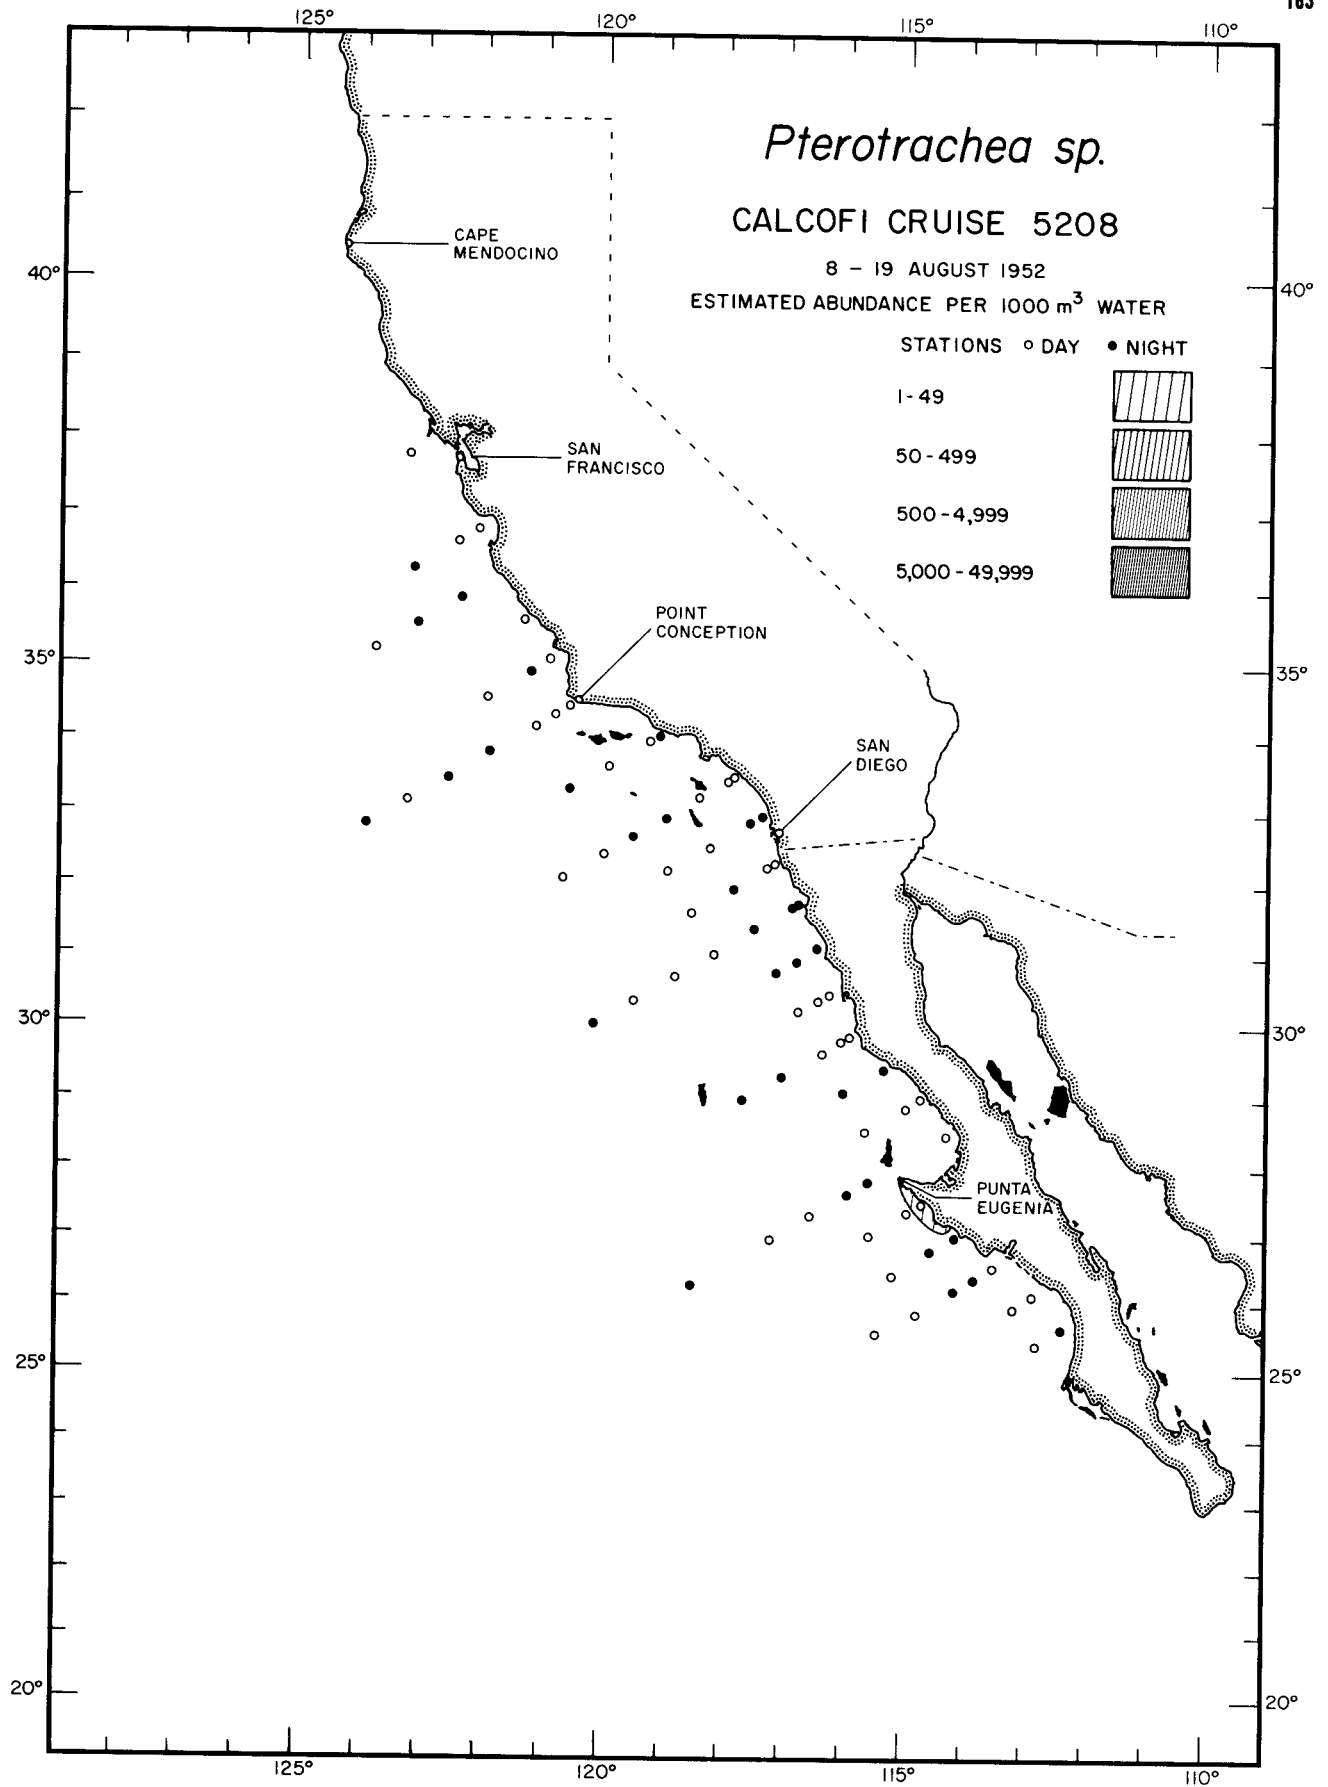 163
125° 120° 115° 110°
Pterotrachea sp.
CALCOFI CRUISE 5208
8 - 19 AUGUST 1952
ESTIMATED ABUNDANCE PER 1000 m³ WATER
STATIONS ○ DAY ● NIGHT
1-49
50-499
500-4,999
5,000-49,999
CAPE
MENDOCINO
40° 40°
SAN
FRANCISCO
POINT
CONCEPTION
35° 35°
SAN
DIEGO
30° 30°
PUNTA
EUGENIA
25° 25°
20° 20°
125° 120° 115° 110°